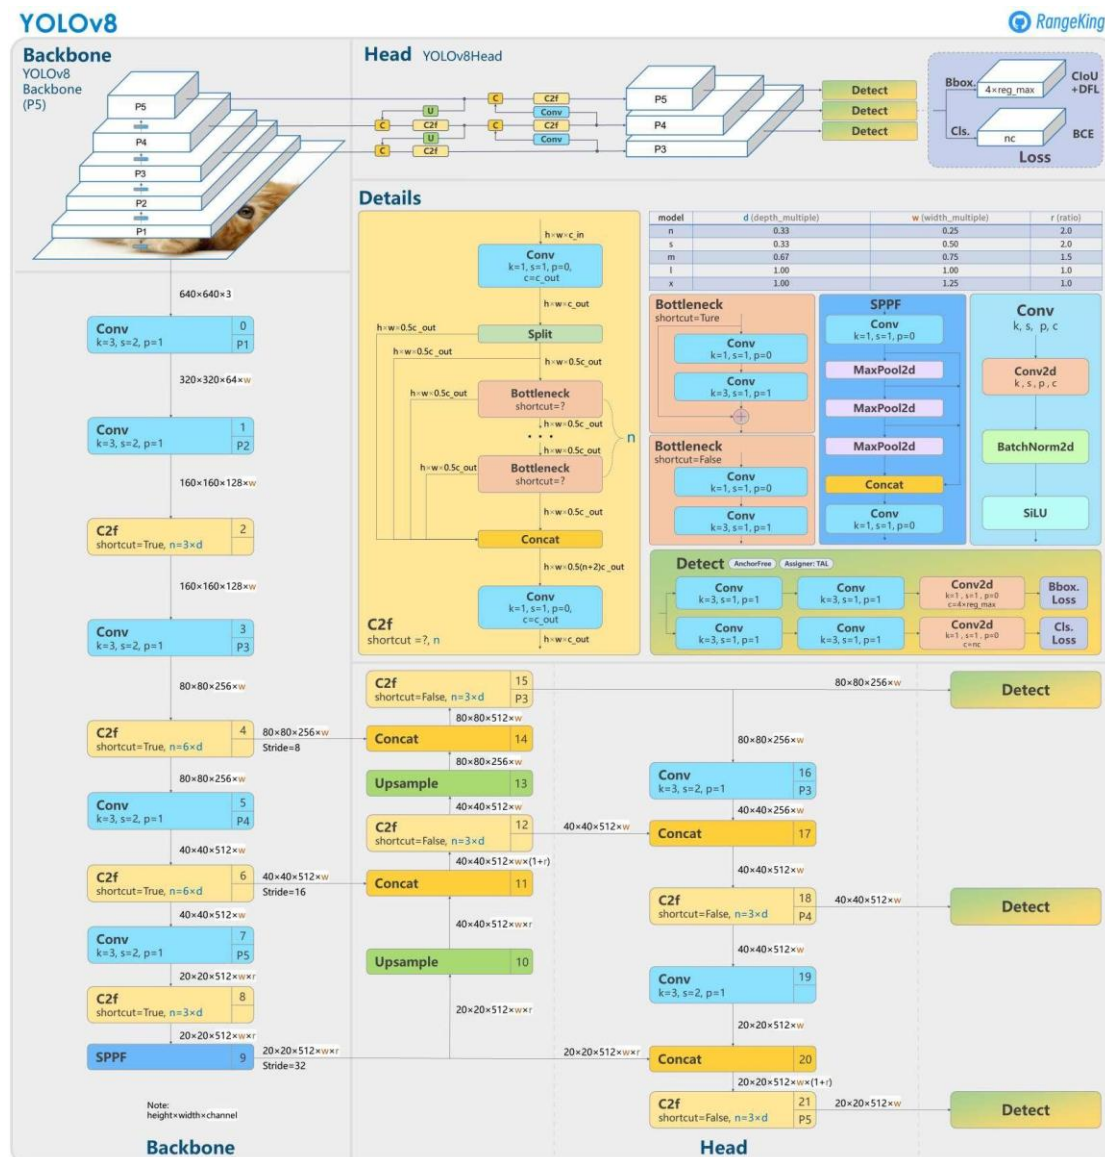 YOLOv8
RangeKing
Backbone
YOLOv8
Backbone
(P5)
P5
P4
P3
P2
P1
Head YOLOv8Head
C
C2f
U
Conv
C
C2f
C
C2f
U
Conv
C
C2f
P5
P4
P3
Detect
Detect
Detect
Bbox.
4×reg_max
CIoU
+DFL
Cls.
nc
BCE
Loss
Details
h×w×c_in
Conv
k=1, s=1, p=0,
c=c_out
h×w×c_out
h×w×0.5c_out
Split
h×w×0.5c_out
h×w×0.5c_out
h×w×0.5c_out
Bottleneck
shortcut=?
h×w×0.5c_out
...
n
h×w×0.5c_out
h×w×0.5c_out
Bottleneck
shortcut=?
h×w×0.5c_out
Concat
h×w×0.5(n+2)c_out
Conv
k=1, s=1, p=0,
c=c_out
h×w×c_out
C2f
shortcut =?, n
model d (depth_multiple) w (width_multiple) r (ratio)
n 0.33 0.25 2.0
s 0.33 0.50 2.0
m 0.67 0.75 1.5
l 1.00 1.00 1.0
x 1.00 1.25 1.0
Bottleneck
shortcut=Ture
Conv
k=1, s=1, p=0
Conv
k=3, s=1, p=1
Bottleneck
shortcut=False
Conv
k=1, s=1, p=0
Conv
k=3, s=1, p=1
SPPF
Conv
k=1, s=1, p=0
MaxPool2d
MaxPool2d
MaxPool2d
Concat
Conv
k=1, s=1, p=0
Conv
k, s, p, c
Conv2d
k, s, p, c
BatchNorm2d
SiLU
Detect AnchorFree Assigner: TAL
Conv
k=3, s=1, p=1
Conv
k=3, s=1, p=1
Conv2d
k=1, s=1, p=0
c=4×reg_max
Bbox.
Loss
Conv
k=3, s=1, p=1
Conv
k=3, s=1, p=1
Conv2d
k=1, s=1, p=0
c=nc
Cls.
Loss
640×640×3
Conv 0
k=3, s=2, p=1 P1
320×320×64×w
Conv 1
k=3, s=2, p=1 P2
160×160×128×w
C2f 2
shortcut=True, n=3×d
160×160×128×w
Conv 3
k=3, s=2, p=1 P3
80×80×256×w
C2f 4
shortcut=True, n=6×d
80×80×256×w
Stride=8
80×80×256×w
Conv 5
k=3, s=2, p=1 P4
40×40×512×w
C2f 6
shortcut=True, n=6×d
40×40×512×w
Stride=16
40×40×512×w
Conv 7
k=3, s=2, p=1 P5
20×20×512×w×r
C2f 8
shortcut=True, n=3×d
20×20×512×w×r
SPPF 9
20×20×512×w×r
Stride=32
Note:
height×width×channel
Backbone
C2f 15
shortcut=False, n=3×d P3
80×80×512×w
Concat 14
80×80×256×w
Upsample 13
40×40×512×w
C2f 12
shortcut=False, n=3×d
40×40×512×w
40×40×512×w×(1+r)
Concat 11
40×40×512×w×r
Upsample 10
20×20×512×w×r
20×20×512×w×r
80×80×256×w
Detect
80×80×256×w
Conv 16
k=3, s=2, p=1 P3
40×40×256×w
Concat 17
40×40×512×w
C2f 18
shortcut=False, n=3×d P4
40×40×512×w
Detect
40×40×512×w
Conv 19
k=3, s=2, p=1
20×20×512×w
Concat 20
20×20×512×w×(1+r)
C2f 21
shortcut=False, n=3×d P5
20×20×512×w
Detect
Head